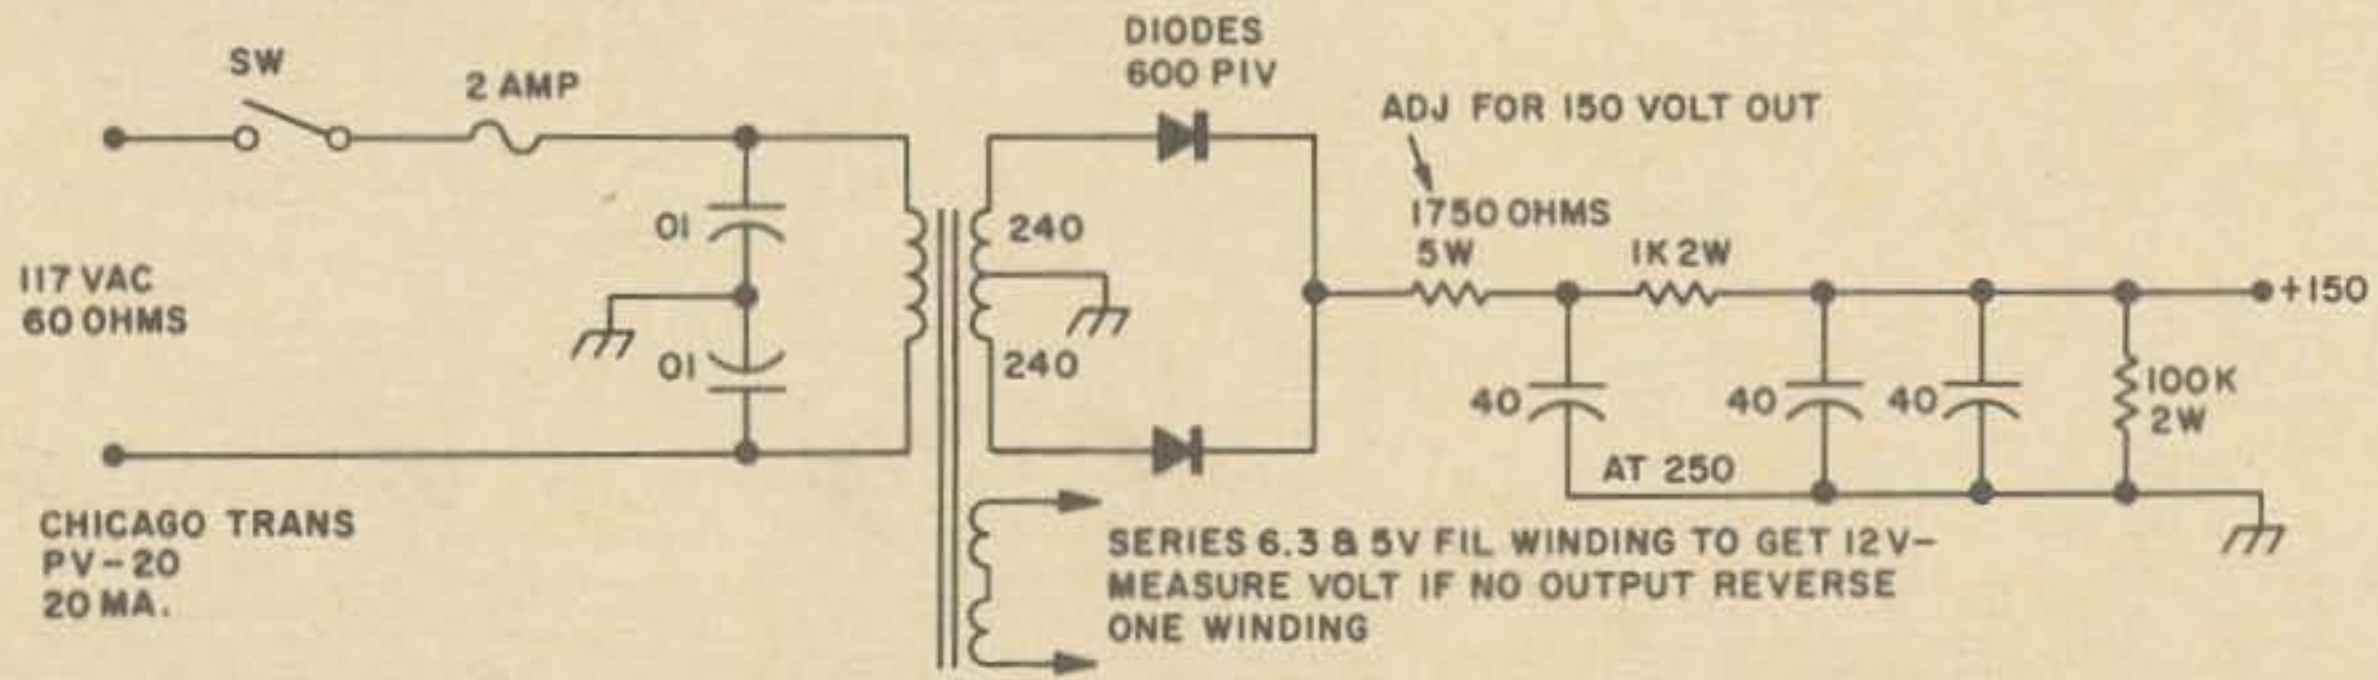 SW
2 AMP
117 VAC
60 OHMS
01
01
CHICAGO TRANS
PV-20
20 MA.
240
240
DIODES
600 PIV
ADJ FOR 150 VOLT OUT
1750 OHMS
5W
1K 2W
+150
40
40
40
100K
2W
AT 250
SERIES 6.3 & 5V FIL WINDING TO GET 12V-
MEASURE VOLT IF NO OUTPUT REVERSE
ONE WINDING